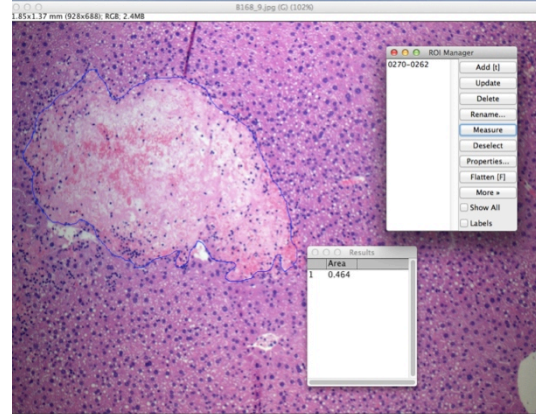 8168_9.jpg (G) (102%)
1.85x1.37 mm (928x688); RGB; 2.4MB
ROI Manager
0270-0262
Add [t]
Update
Delete
Rename...
Measure
Deselect
Properties...
Flatten [F]
More »
Show All
Labels
Results
Area
1 0.464